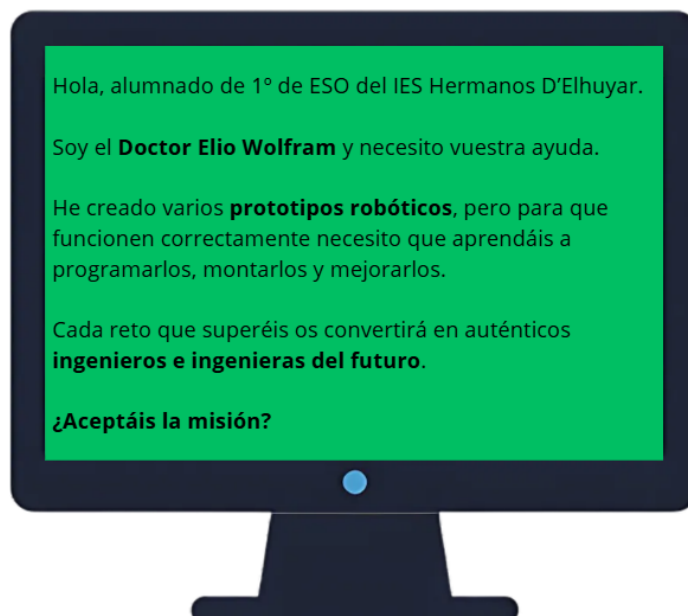 Hola, alumnado de 1º de ESO del IES Hermanos D’Elhuyar.
Soy el Doctor Elio Wolfram y necesito vuestra ayuda.
He creado varios prototipos robóticos, pero para que
funcionen correctamente necesito que aprendáis a
programarlos, montarlos y mejorarlos.
Cada reto que superéis os convertirá en auténticos
ingenieros e ingenieras del futuro.
¿Aceptáis la misión?